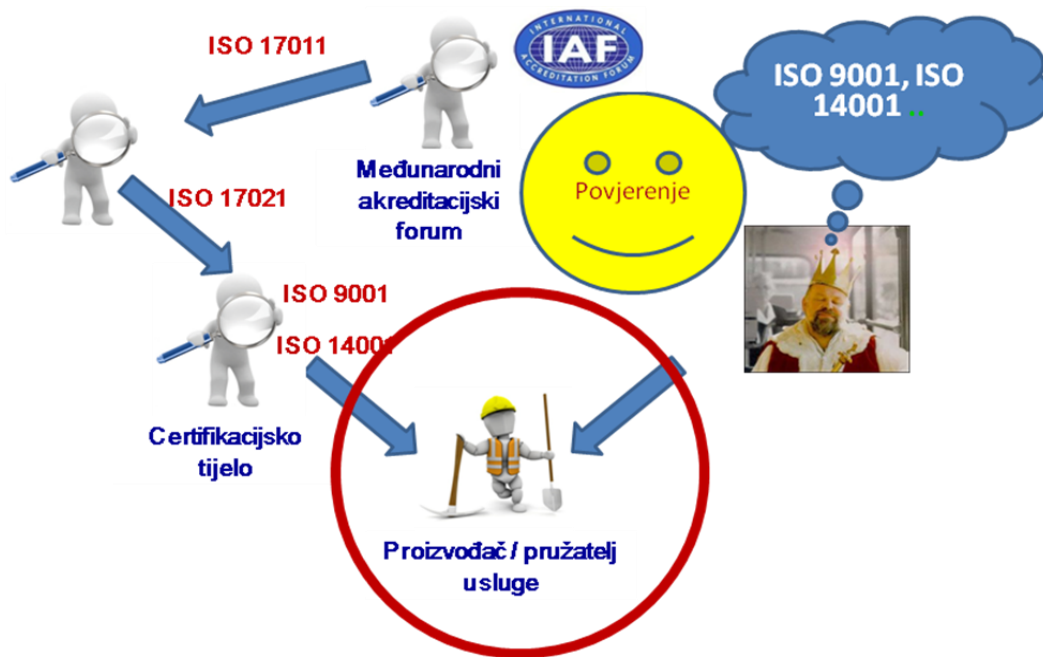 ISO 17011
INTERNATIONAL
IAF
ACCREDITATION FORUM
ISO 9001, ISO
14001 ..
Međunarodni
akreditacijski
forum
Povjerenje
ISO 17021
ISO 9001
ISO 14001
Certifikacijsko
tijelo
Proizvođač / pružatelj
usluge